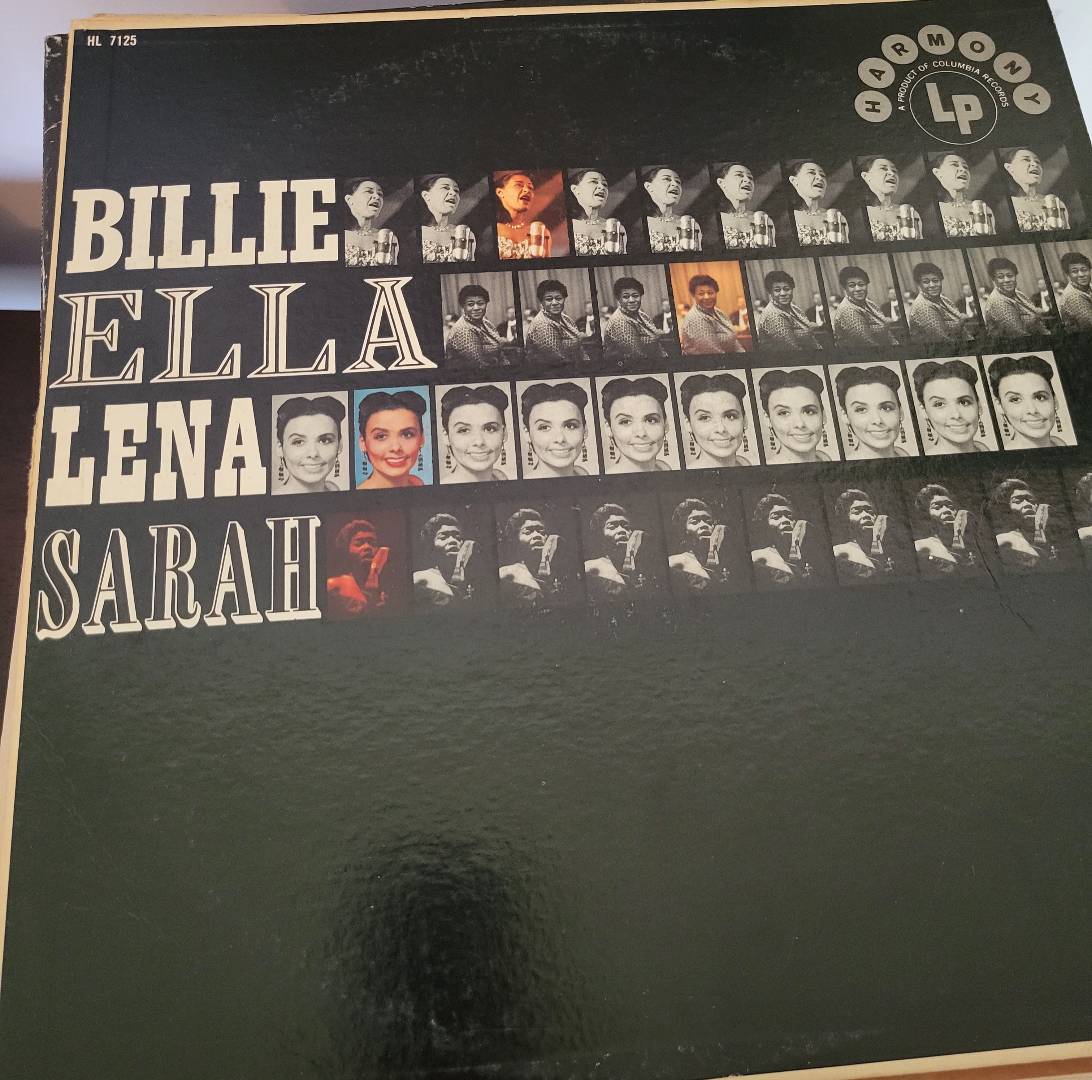 HL 7125
HARMONY
A PRODUCT OF COLUMBIA RECORDS
LP
BILLIE
ELLA
LENA
SARAH